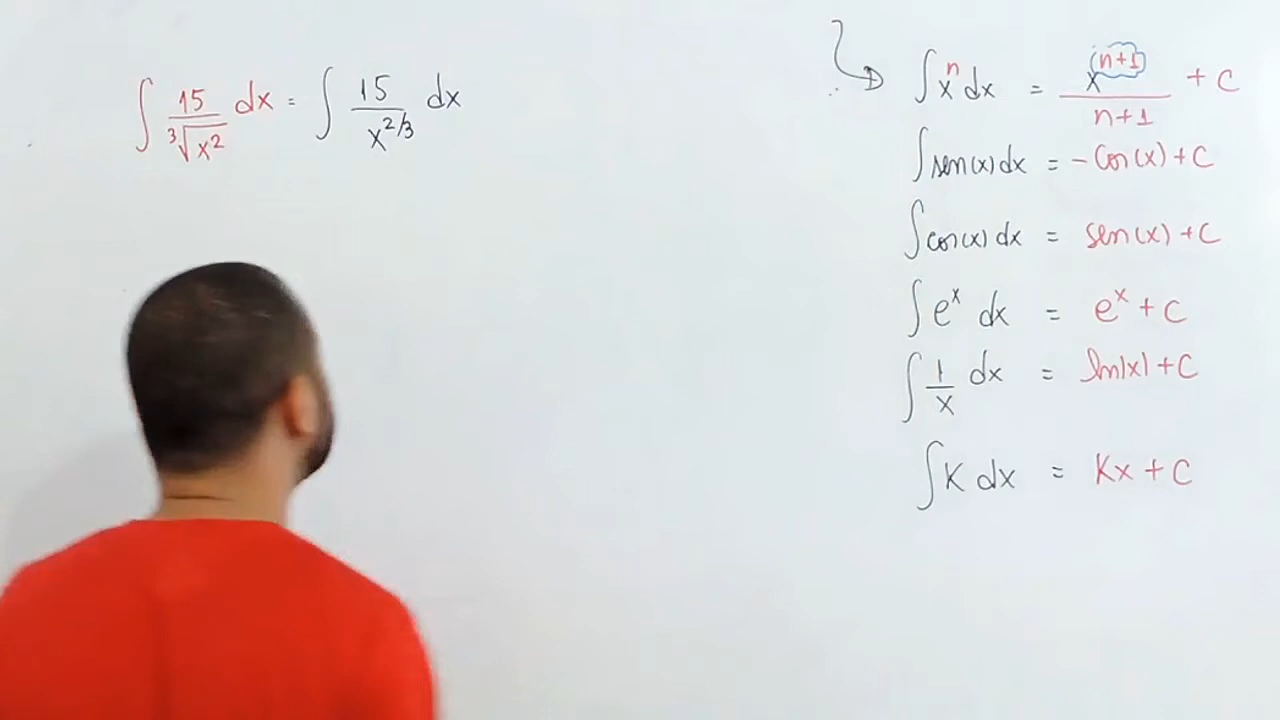 ∫ 15/∛x² dx = ∫ 15/x^(2/3) dx
∫xⁿ dx = x^(n+1)/(n+1) + C
∫sen(x)dx = -cos(x) + C
∫cos(x)dx = sen(x) + C
∫eˣ dx = eˣ + C
∫1/x dx = ln|x| + C
∫K dx = Kx + C